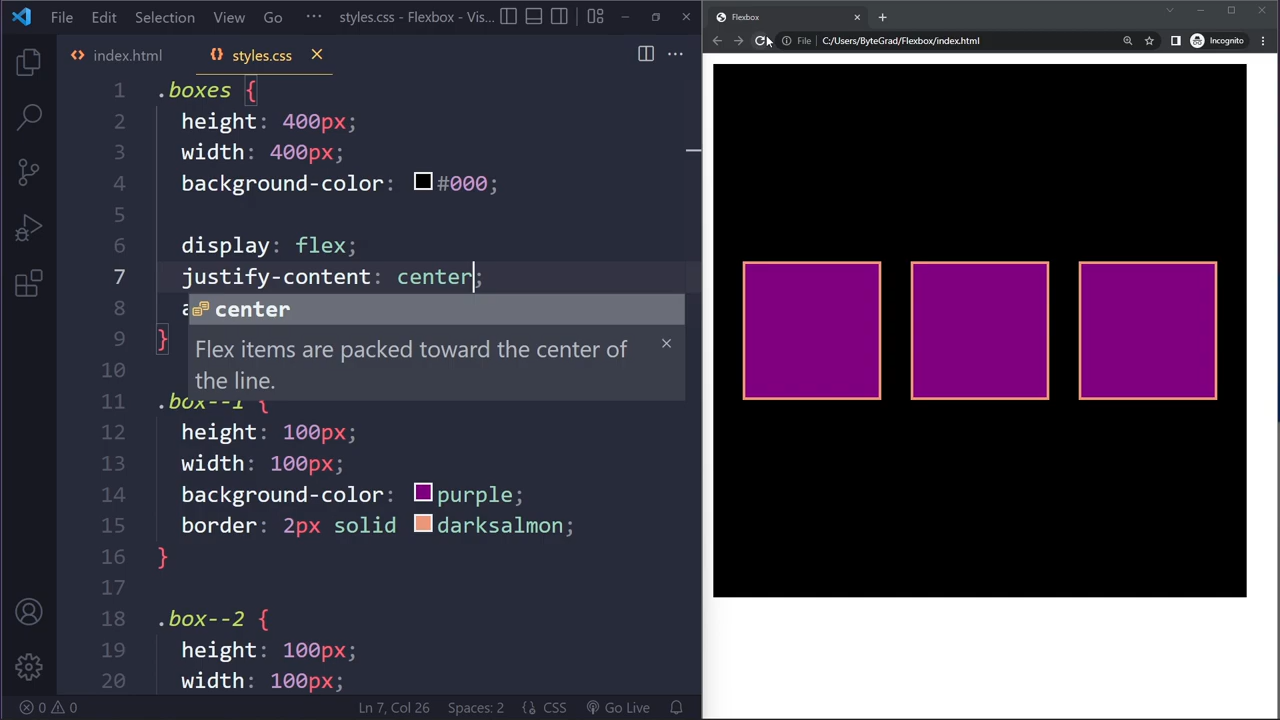 File Edit Selection View Go ··· styles.css - Flexbox - Vis...
index.html styles.css
1 .boxes {
2 height: 400px;
3 width: 400px;
4 background-color: #000;
5
6 display: flex;
7 justify-content: center;
8 a
center
9 }
Flex items are packed toward the center of
the line.
10
11 .box--1 {
12 height: 100px;
13 width: 100px;
14 background-color: purple;
15 border: 2px solid darksalmon;
16 }
17
18 .box--2 {
19 height: 100px;
20 width: 100px;
0 0 Ln 7, Col 26 Spaces: 2 {} CSS Go Live
Flexbox
File C:/Users/ByteGrad/Flexbox/index.html Incognito